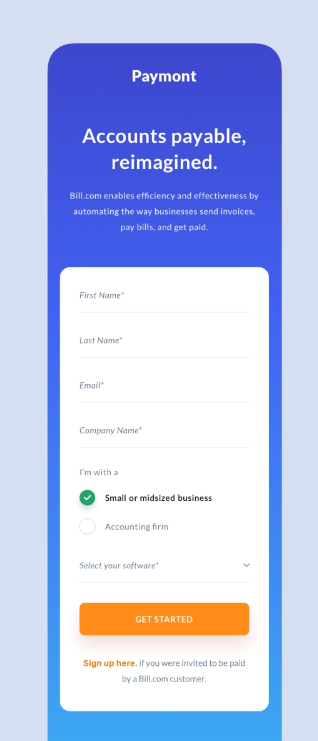 Paymont
Accounts payable,
reimagined.
Bill.com enables efficiency and effectiveness by
automating the way businesses send invoices,
pay bills, and get paid.
First Name*
Last Name*
Email*
Company Name*
I'm with a
Small or midsized business
Accounting firm
Select your software*
GET STARTED
Sign up here. if you were invited to be paid
by a Bill.com customer.